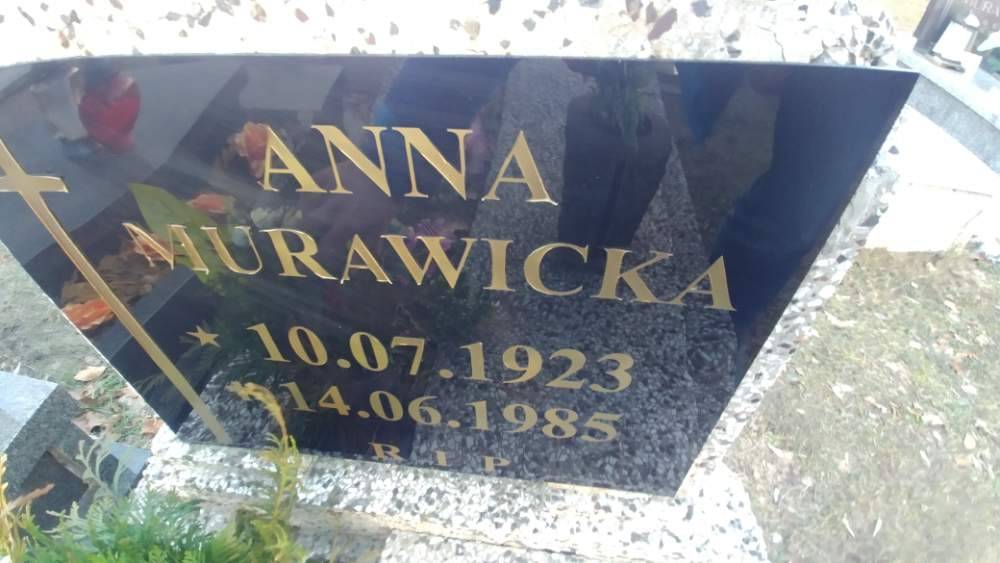 ANNA
MURAWICKA
★ 10.07.1923
14.06.1985
R I P